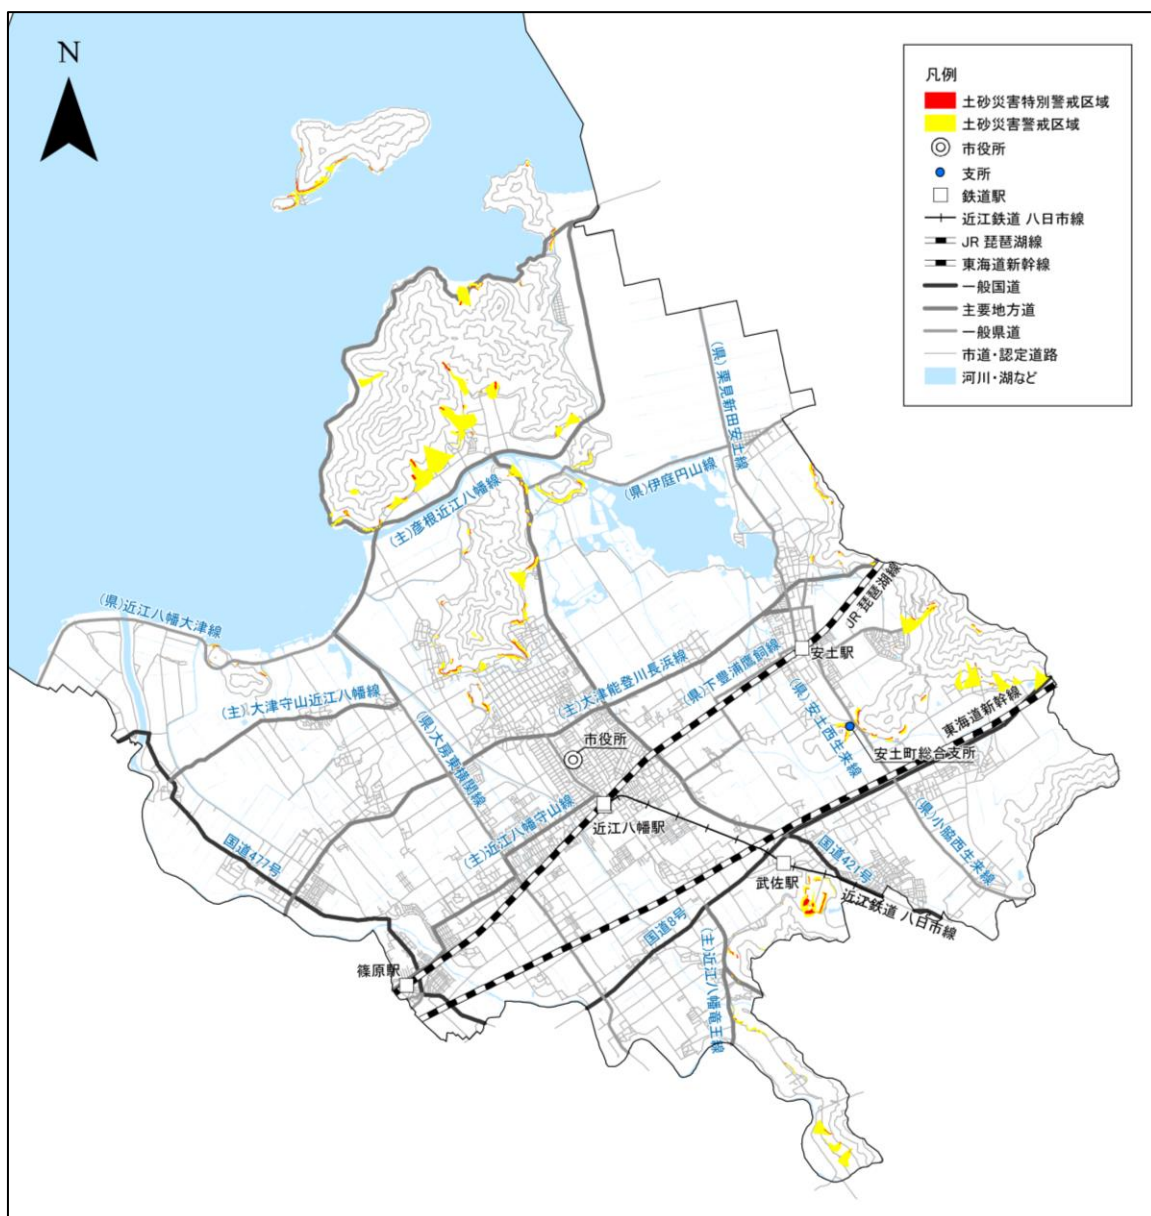 N
凡例
土砂災害特別警戒区域
土砂災害警戒区域
市役所
支所
鉄道駅
近江鉄道 八日市線
JR 琵琶湖線
東海道新幹線
一般国道
主要地方道
一般県道
市道・認定道路
河川・湖など
(県)栗見新田安土線
(県)伊庭円山線
(主)彦根近江八幡線
JR 琵琶湖線
(県)近江八幡大津線
安土駅
(県)下豊浦鷹飼線
(主)大津能登川長浜線
(主)大津守山近江八幡線
(県)安土西生来線
東海道新幹線
(県)大房東横関線
市役所
安土町総合支所
近江八幡駅
(主)近江八幡守山線
(県)小脇西生来線
国道477号
国道421号
武佐駅
近江鉄道 八日市線
国道8号
(主)近江八幡竜王線
篠原駅